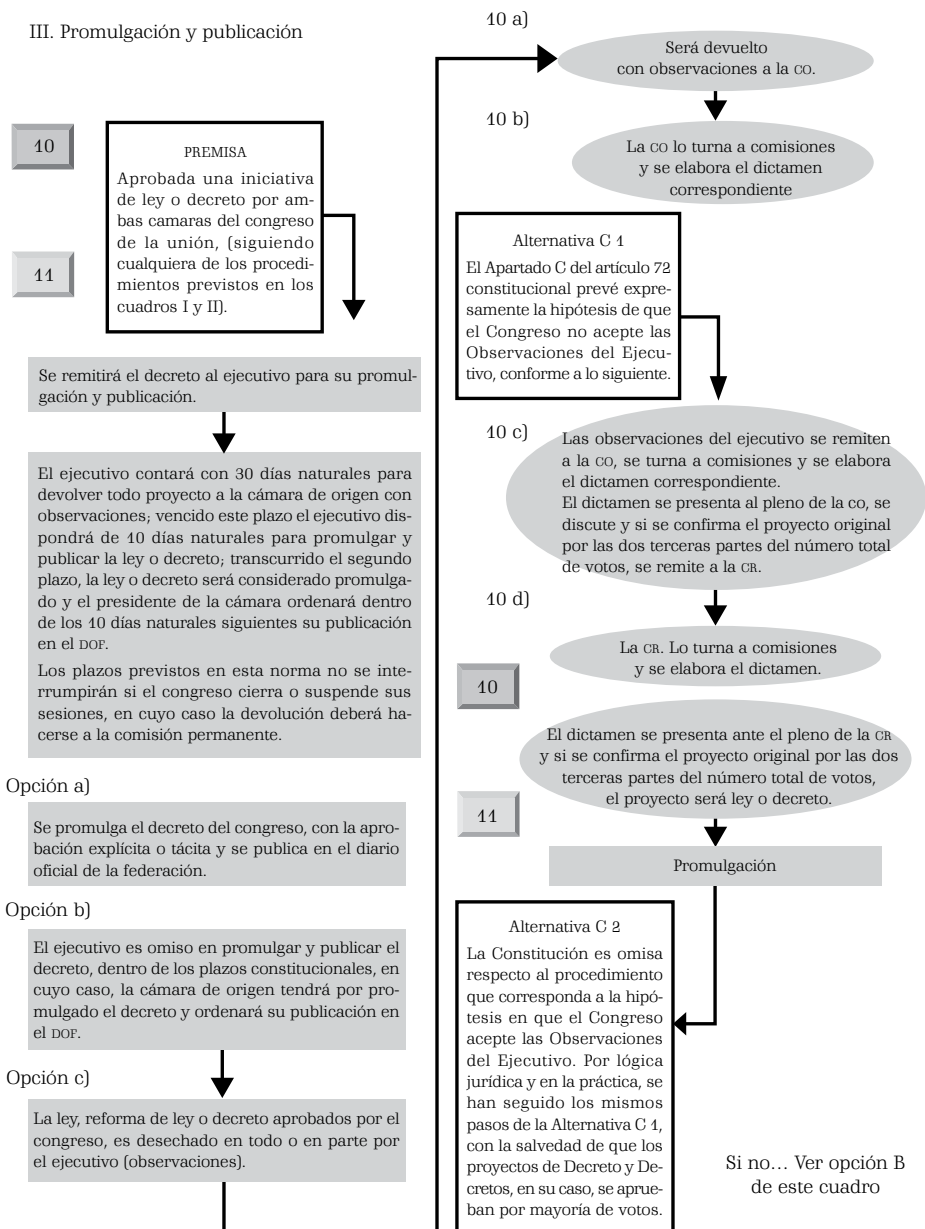 III. Promulgación y publicación
10
11
PREMISA
Aprobada una iniciativa
de ley o decreto por am-
bas camaras del congreso
de la unión, (siguiendo
cualquiera de los procedi-
mientos previstos en los
cuadros I y II).
Se remitirá el decreto al ejecutivo para su promul-
gación y publicación.
El ejecutivo contará con 30 días naturales para
devolver todo proyecto a la cámara de origen con
observaciones; vencido este plazo el ejecutivo dis-
pondrá de 10 días naturales para promulgar y
publicar la ley o decreto; transcurrido el segundo
plazo, la ley o decreto será considerado promulga-
do y el presidente de la cámara ordenará dentro
de los 10 días naturales siguientes su publicación
en el DOF.
Los plazos previstos en esta norma no se inte-
rrumpirán si el congreso cierra o suspende sus
sesiones, en cuyo caso la devolución deberá ha-
cerse a la comisión permanente.
Opción a)
Se promulga el decreto del congreso, con la apro-
bación explícita o tácita y se publica en el diario
oficial de la federación.
Opción b)
El ejecutivo es omiso en promulgar y publicar el
decreto, dentro de los plazos constitucionales, en
cuyo caso, la cámara de origen tendrá por pro-
mulgado el decreto y ordenará su publicación en
el DOF.
Opción c)
La ley, reforma de ley o decreto aprobados por el
congreso, es desechado en todo o en parte por
el ejecutivo (observaciones).
10 a)
Será devuelto
con observaciones a la CO.
10 b)
La CO lo turna a comisiones
y se elabora el dictamen
correspondiente
Alternativa C 1
El Apartado C del artículo 72
constitucional prevé expre-
samente la hipótesis de que
el Congreso no acepte las
Observaciones del Ejecu-
tivo, conforme a lo siguiente.
10 c)
Las observaciones del ejecutivo se remiten
a la CO, se turna a comisiones y se elabora
el dictamen correspondiente.
El dictamen se presenta al pleno de la CO, se
discute y si se confirma el proyecto original
por las dos terceras partes del número total
de votos, se remite a la CR.
10 d)
La CR. Lo turna a comisiones
y se elabora el dictamen.
10
El dictamen se presenta ante el pleno de la CR
y si se confirma el proyecto original por las dos
terceras partes del número total de votos,
el proyecto será ley o decreto.
11
Promulgación
Alternativa C 2
La Constitución es omisa
respecto al procedimiento
que corresponda a la hipó-
tesis en que el Congreso
acepte las Observaciones
del Ejecutivo. Por lógica
jurídica y en la práctica, se
han seguido los mismos
pasos de la Alternativa C 1,
con la salvedad de que los
proyectos de Decreto y De-
cretos, en su caso, se aprue-
ban por mayoría de votos.
Si no… Ver opción B
de este cuadro